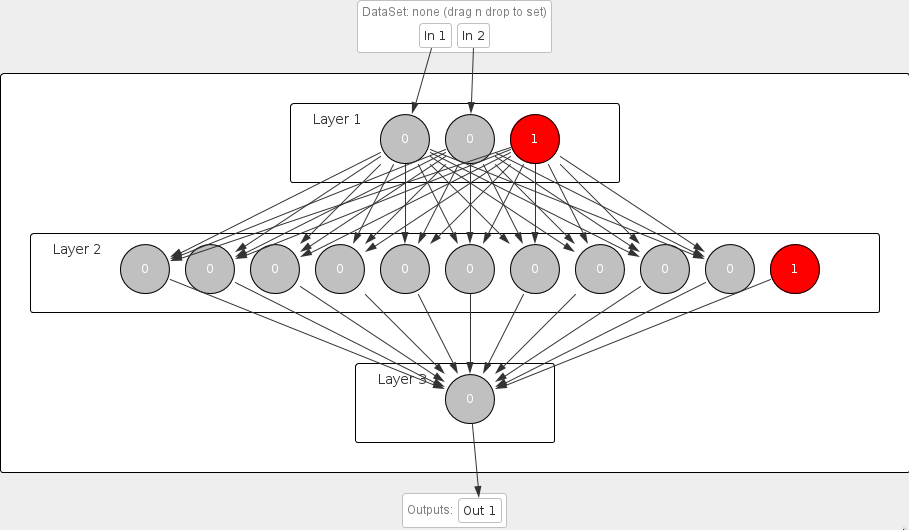 DataSet: none (drag n drop to set)
In 1 In 2
Layer 1
0 0 1
Layer 2
0 0 0 0 0 0 0 0 0 0 1
Layer 3
0
Outputs: Out 1